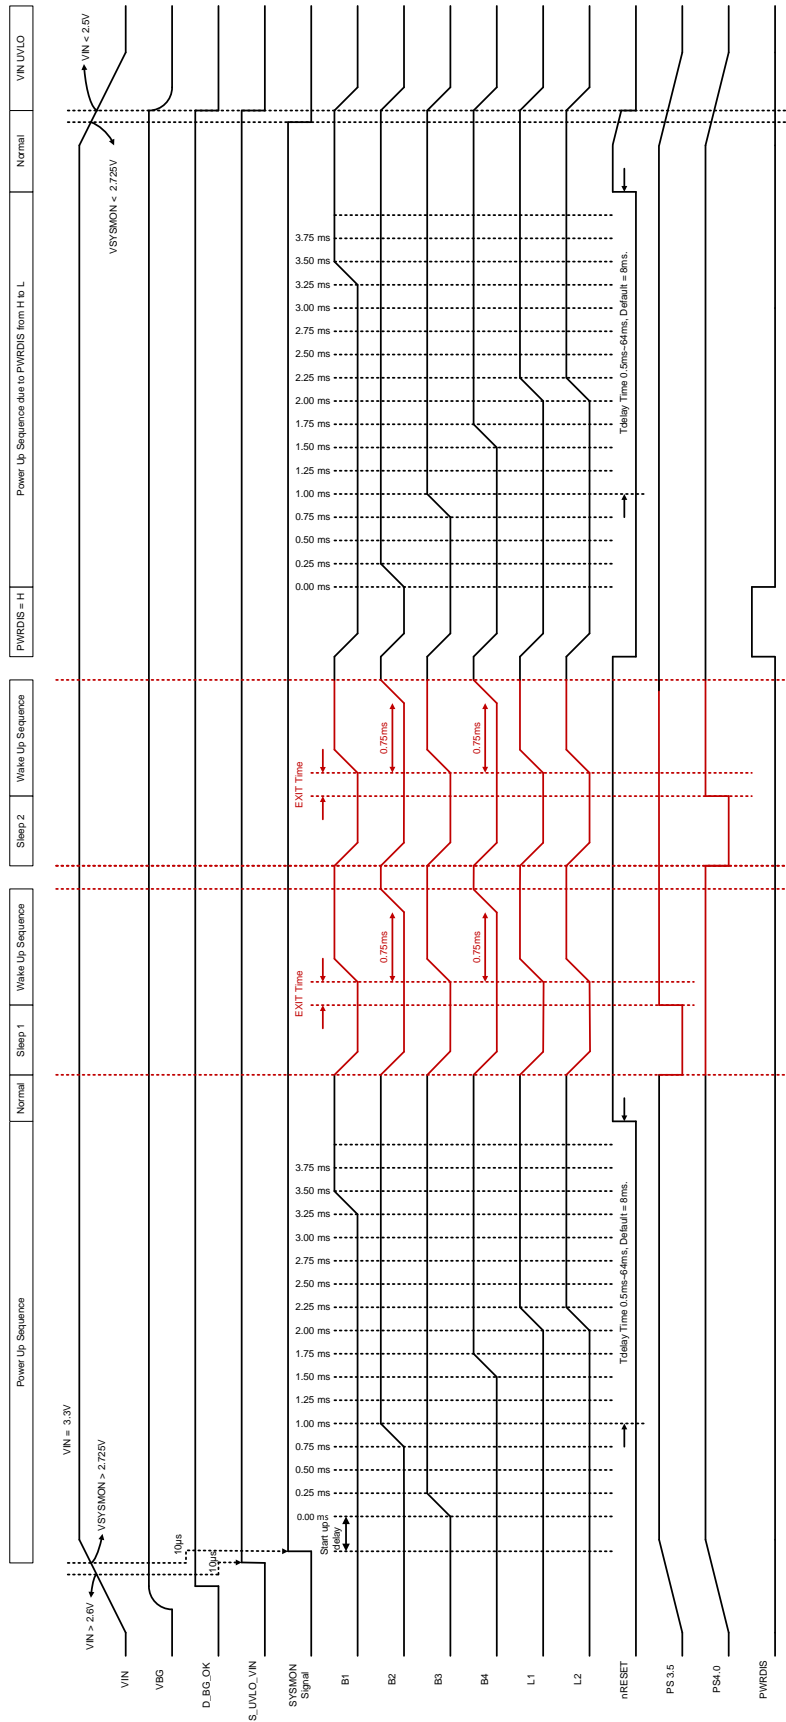 Power Up Sequence
Normal
Sleep 1
Wake Up Sequence
Sleep 2
Wake Up Sequence
PWRDIS = H
Power Up Sequence due to PWRDIS from H to L
Normal
VIN UVLO
VIN = 3.3V
VIN > 2.6V
VSYSMON > 2.725V
VSYSMON < 2.725V
VIN < 2.5V
VIN
VBG
D_BG_OK
10µs
10µs
S_UVLO_VIN
SYSMON
Signal
Start up
delay
0.00 ms
0.25 ms
0.50 ms
0.75 ms
1.00 ms
1.25 ms
1.50 ms
1.75 ms
2.00 ms
2.25 ms
2.50 ms
2.75 ms
3.00 ms
3.25 ms
3.50 ms
3.75 ms
EXIT Time
EXIT Time
0.00 ms
0.25 ms
0.50 ms
0.75 ms
1.00 ms
1.25 ms
1.50 ms
1.75 ms
2.00 ms
2.25 ms
2.50 ms
2.75 ms
3.00 ms
3.25 ms
3.50 ms
3.75 ms
B1
B2
0.75ms
0.75ms
B3
B4
0.75ms
0.75ms
L1
L2
nRESET
Tdelay Time 0.5ms~64ms, Default = 8ms.
Tdelay Time 0.5ms~64ms, Default = 8ms.
PS 3.5
PS4.0
PWRDIS